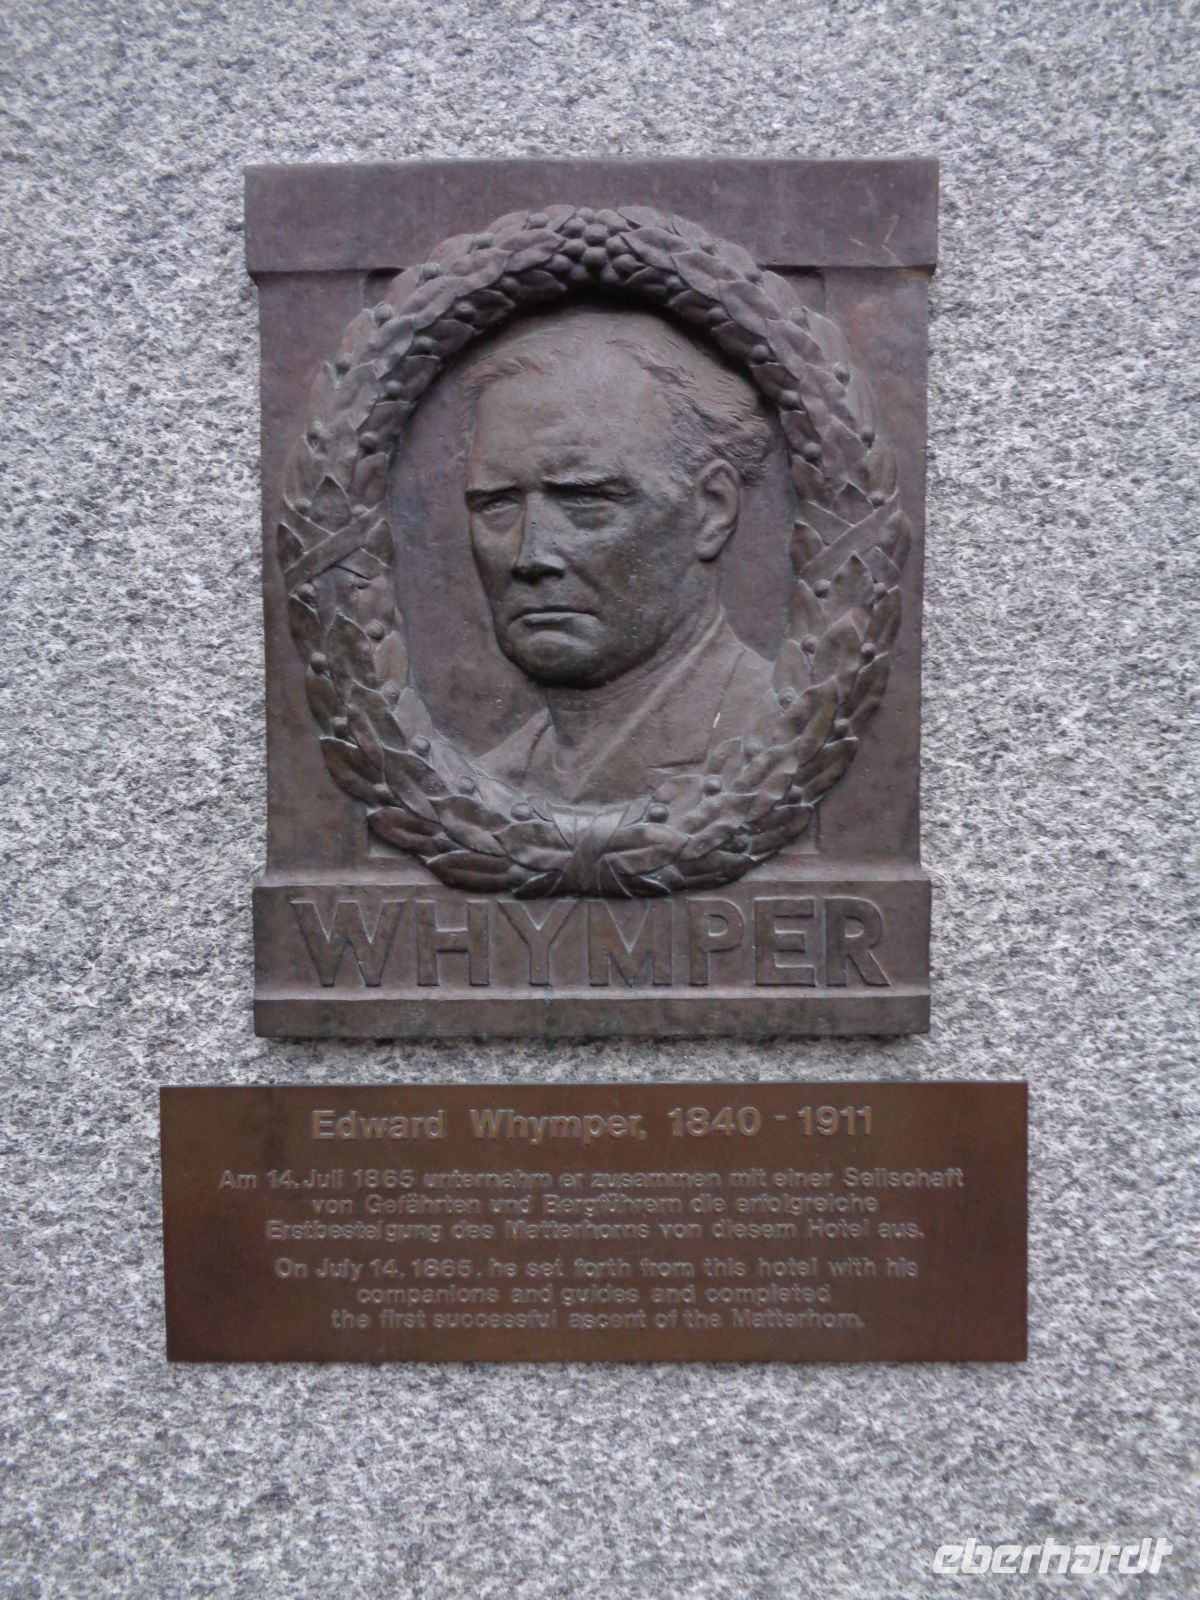 WHYMPER
Edward Whymper, 1840 - 1911
Am 14. Juli 1865 unternahm er zusammen mit einer Seilschaft
von Gefährten und Bergführern die erfolgreiche
Erstbesteigung des Matterhorns von diesem Hotel aus.
On July 14, 1865, he set forth from this hotel with his
companions and guides and completed
the first successful ascent of the Matterhorn.
eberhardt